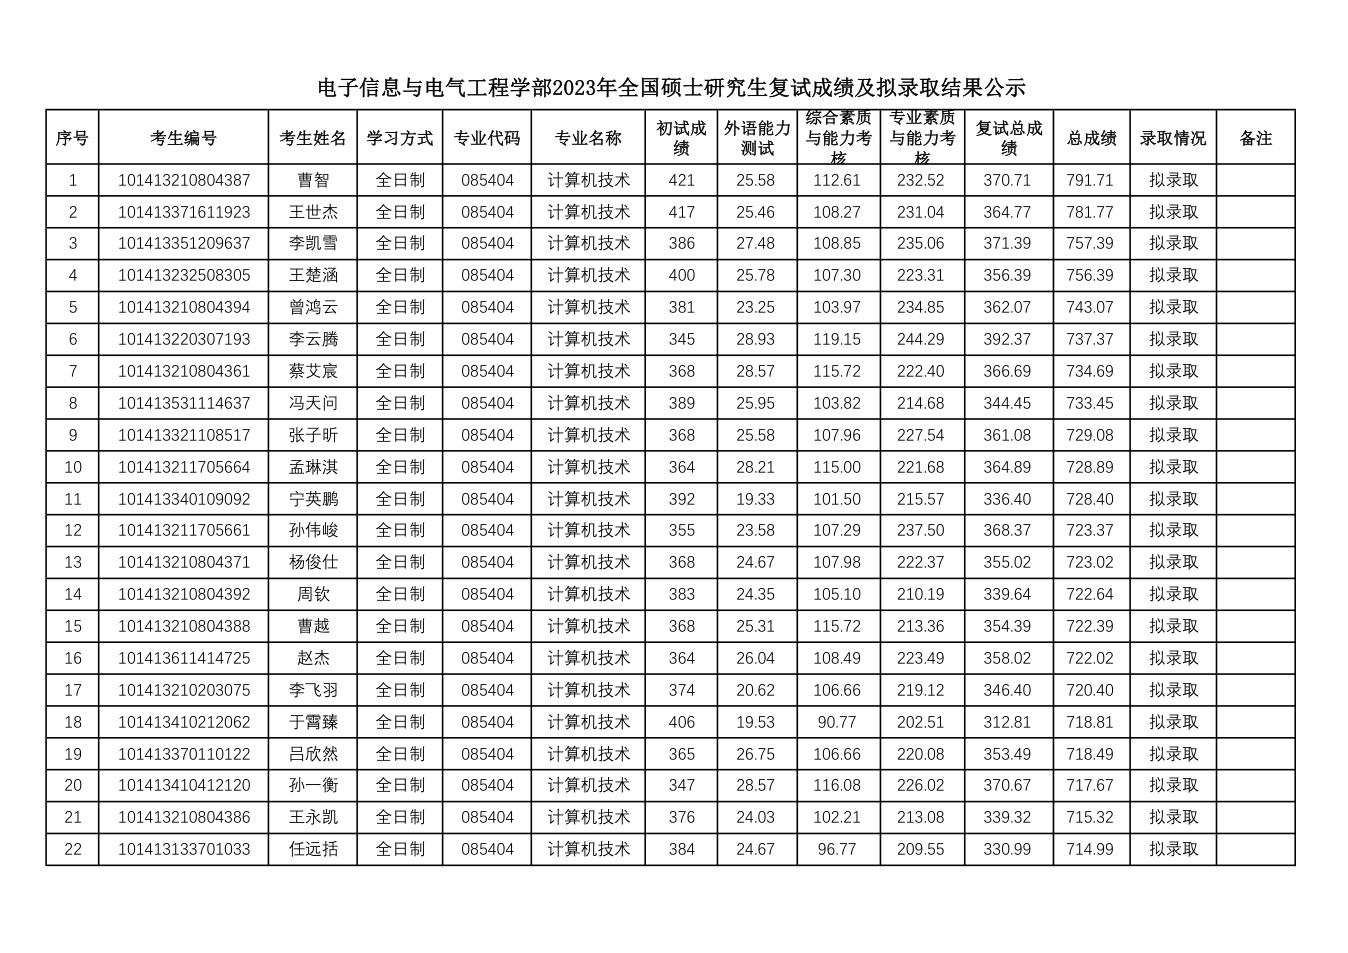 电子信息与电气工程学部2023年全国硕士研究生复试成绩及拟录取结果公示
序号 考生编号 考生姓名 学习方式 专业代码 专业名称 初试成绩 外语能力测试 综合素质与能力考核 专业素质与能力考核 复试总成绩 总成绩 录取情况 备注
1 101413210804387 曹智 全日制 085404 计算机技术 421 25.58 112.61 232.52 370.71 791.71 拟录取
2 101413371611923 王世杰 全日制 085404 计算机技术 417 25.46 108.27 231.04 364.77 781.77 拟录取
3 101413351209637 李凯雪 全日制 085404 计算机技术 386 27.48 108.85 235.06 371.39 757.39 拟录取
4 101413232508305 王楚涵 全日制 085404 计算机技术 400 25.78 107.30 223.31 356.39 756.39 拟录取
5 101413210804394 曾鸿云 全日制 085404 计算机技术 381 23.25 103.97 234.85 362.07 743.07 拟录取
6 101413220307193 李云腾 全日制 085404 计算机技术 345 28.93 119.15 244.29 392.37 737.37 拟录取
7 101413210804361 蔡艾宸 全日制 085404 计算机技术 368 28.57 115.72 222.40 366.69 734.69 拟录取
8 101413531114637 冯天问 全日制 085404 计算机技术 389 25.95 103.82 214.68 344.45 733.45 拟录取
9 101413321108517 张子昕 全日制 085404 计算机技术 368 25.58 107.96 227.54 361.08 729.08 拟录取
10 101413211705664 孟琳淇 全日制 085404 计算机技术 364 28.21 115.00 221.68 364.89 728.89 拟录取
11 101413340109092 宁英鹏 全日制 085404 计算机技术 392 19.33 101.50 215.57 336.40 728.40 拟录取
12 101413211705661 孙伟峻 全日制 085404 计算机技术 355 23.58 107.29 237.50 368.37 723.37 拟录取
13 101413210804371 杨俊仕 全日制 085404 计算机技术 368 24.67 107.98 222.37 355.02 723.02 拟录取
14 101413210804392 周钦 全日制 085404 计算机技术 383 24.35 105.10 210.19 339.64 722.64 拟录取
15 101413210804388 曹越 全日制 085404 计算机技术 368 25.31 115.72 213.36 354.39 722.39 拟录取
16 101413611414725 赵杰 全日制 085404 计算机技术 364 26.04 108.49 223.49 358.02 722.02 拟录取
17 101413210203075 李飞羽 全日制 085404 计算机技术 374 20.62 106.66 219.12 346.40 720.40 拟录取
18 101413410212062 于霄臻 全日制 085404 计算机技术 406 19.53 90.77 202.51 312.81 718.81 拟录取
19 101413370110122 吕欣然 全日制 085404 计算机技术 365 26.75 106.66 220.08 353.49 718.49 拟录取
20 101413410412120 孙一衡 全日制 085404 计算机技术 347 28.57 116.08 226.02 370.67 717.67 拟录取
21 101413210804386 王永凯 全日制 085404 计算机技术 376 24.03 102.21 213.08 339.32 715.32 拟录取
22 101413133701033 任远括 全日制 085404 计算机技术 384 24.67 96.77 209.55 330.99 714.99 拟录取